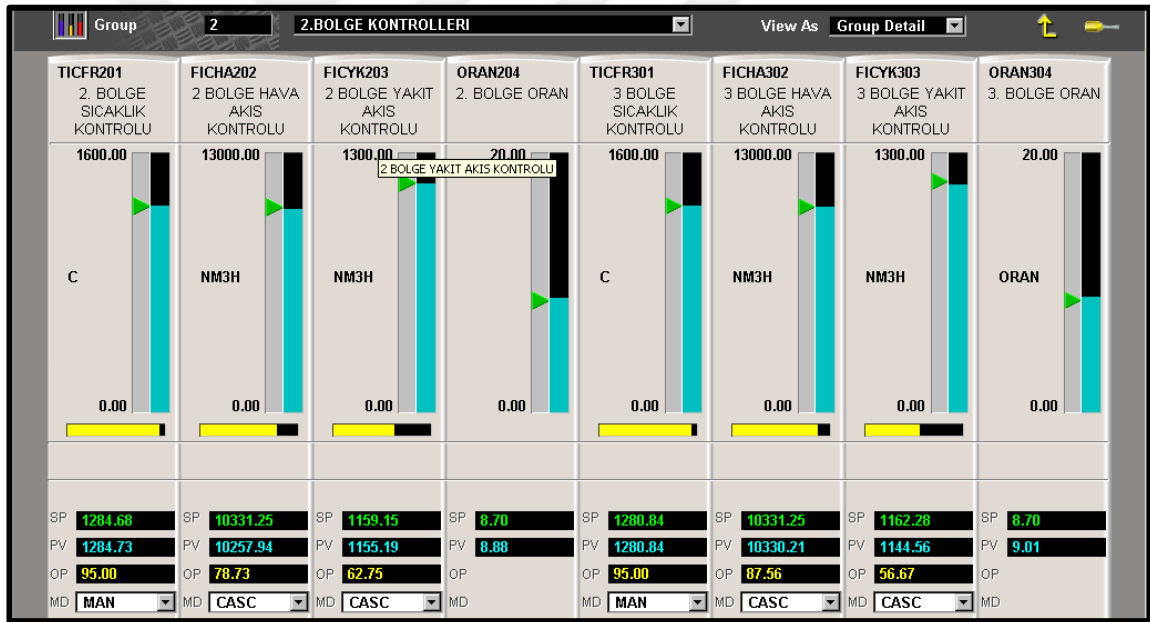 Group 2 2.BOLGE KONTROLLERI View As Group Detail
TICFR201 FICHA202 FICYK203 ORAN204 TICFR301 FICHA302 FICYK303 ORAN304
2. BOLGE 2 BOLGE HAVA 2 BOLGE YAKIT 2. BOLGE ORAN 3 BOLGE 3 BOLGE HAVA 3 BOLGE YAKIT 3. BOLGE ORAN
SICAKLIK AKIS AKIS SICAKLIK AKIS AKIS
KONTROLU KONTROLU KONTROLU KONTROLU KONTROLU KONTROLU
1600.00 13000.00 1300.00 20.00 1600.00 13000.00 1300.00 20.00
2 BOLGE YAKIT AKIS KONTROLU
C NM3H NM3H C NM3H NM3H ORAN
0.00 0.00 0.00 0.00 0.00 0.00 0.00 0.00
SP 1284.68 SP 10331.25 SP 1159.15 SP 8.70 SP 1280.84 SP 10331.25 SP 1162.28 SP 8.70
PV 1284.73 PV 10257.94 PV 1155.19 PV 8.88 PV 1280.84 PV 10330.21 PV 1144.56 PV 9.01
OP 95.00 OP 78.73 OP 62.75 OP OP 95.00 OP 87.56 OP 56.67 OP
MD MAN MD CASC MD CASC MD MD MAN MD CASC MD CASC MD